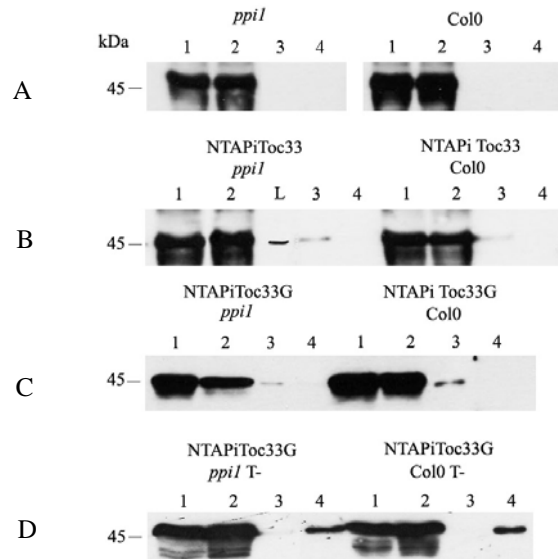 ppi1 Col0
kDa 1 2 3 4 1 2 3 4
A 45
NTAPiToc33 NTAPi Toc33
ppi1 Col0
1 2 L 3 4 1 2 3 4
B 45
NTAPiToc33G NTAPi Toc33G
ppi1 Col0
1 2 3 4 1 2 3 4
C 45
NTAPiToc33G NTAPiToc33G
ppi1 T- Col0 T-
1 2 3 4 1 2 3 4
D 45